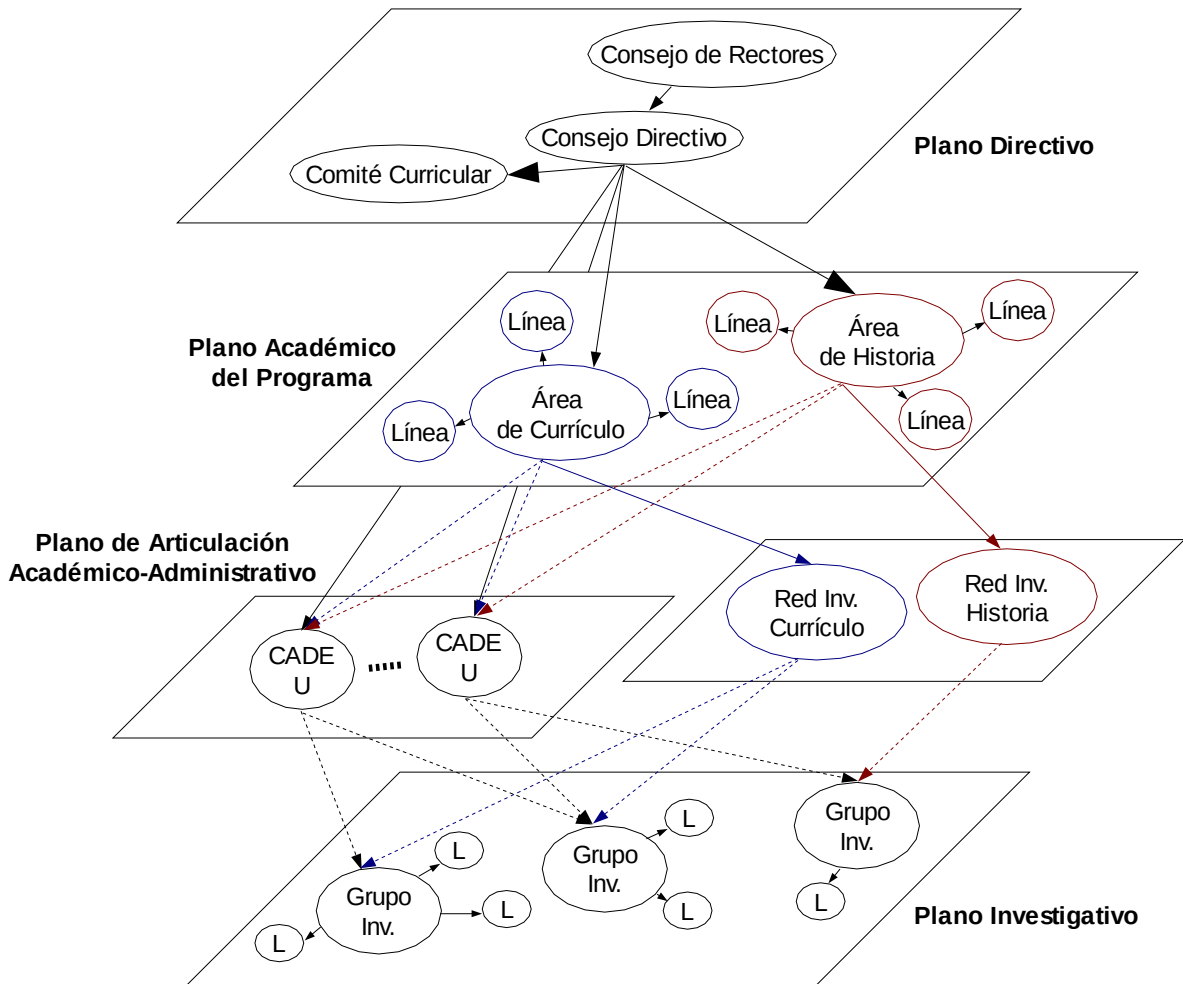 Consejo de Rectores
Consejo Directivo
Plano Directivo
Comité Curricular
Línea
Línea
Línea
Área
de Historia
Plano Académico
del Programa
Línea
Área
de Currículo
Línea
Línea
Plano de Articulación
Académico-Administrativo
Red Inv.
Currículo
Red Inv.
Historia
CADE
U
CADE
U
Grupo
Inv.
L
L
L
Grupo
Inv.
L
L
Grupo
Inv.
L
Plano Investigativo